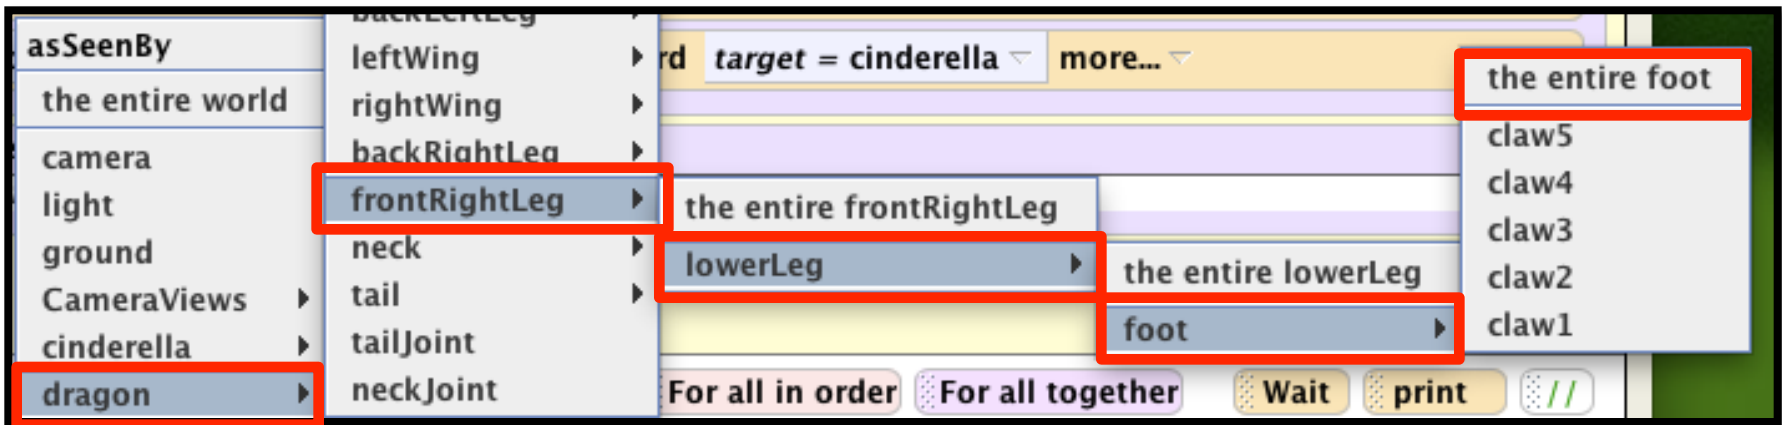 asSeenBy
the entire world
camera
light
ground
CameraViews
cinderella
dragon
backLeftLeg
leftWing
rightWing
backRightLeg
frontRightLeg
neck
tail
tailJoint
neckJoint
rd target = cinderella more...
the entire frontRightLeg
lowerLeg
the entire lowerLeg
foot
the entire foot
claw5
claw4
claw3
claw2
claw1
For all in order For all together Wait print //